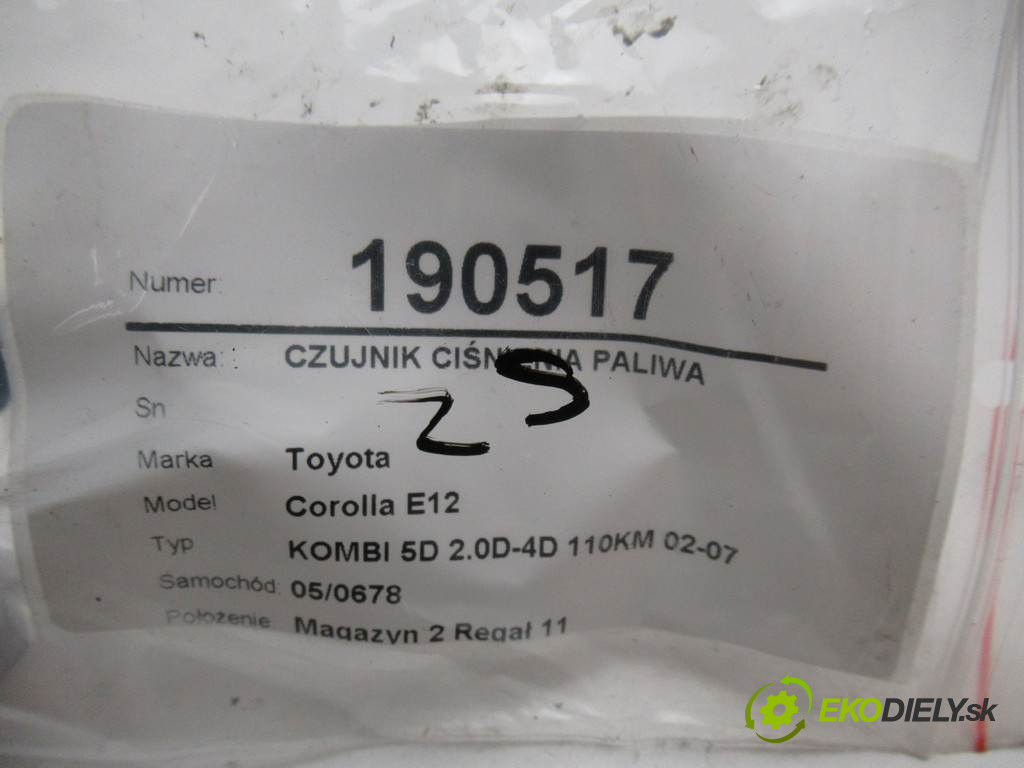 Numer: 190517
Nazwa: CZUJNIK CIŚNIENIA PALIWA
Sn
Marka Toyota
Model Corolla E12
Typ KOMBI 5D 2.0D-4D 110KM 02-07
Samochód: 05/0678
Położenie Magazyn 2 Regał 11
EKODIELY.sk